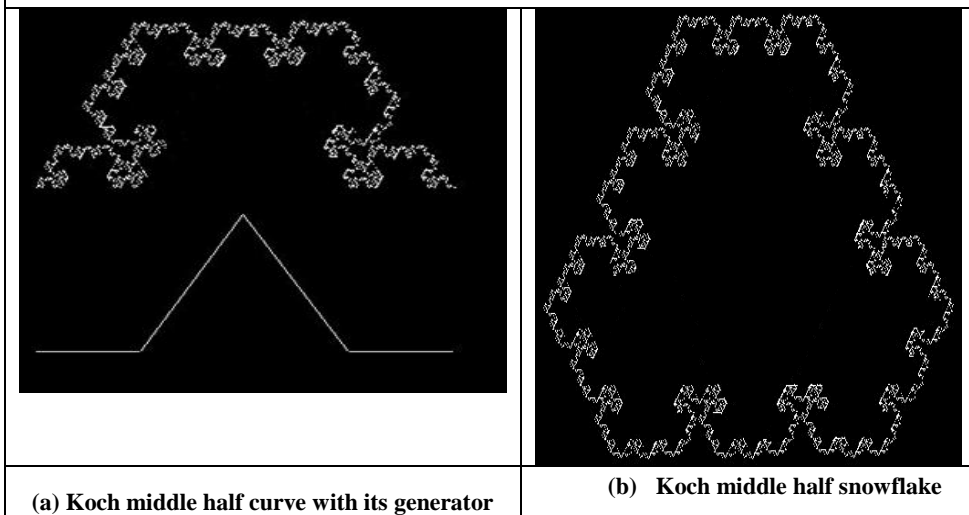 (a) Koch middle half curve with its generator
(b) Koch middle half snowflake